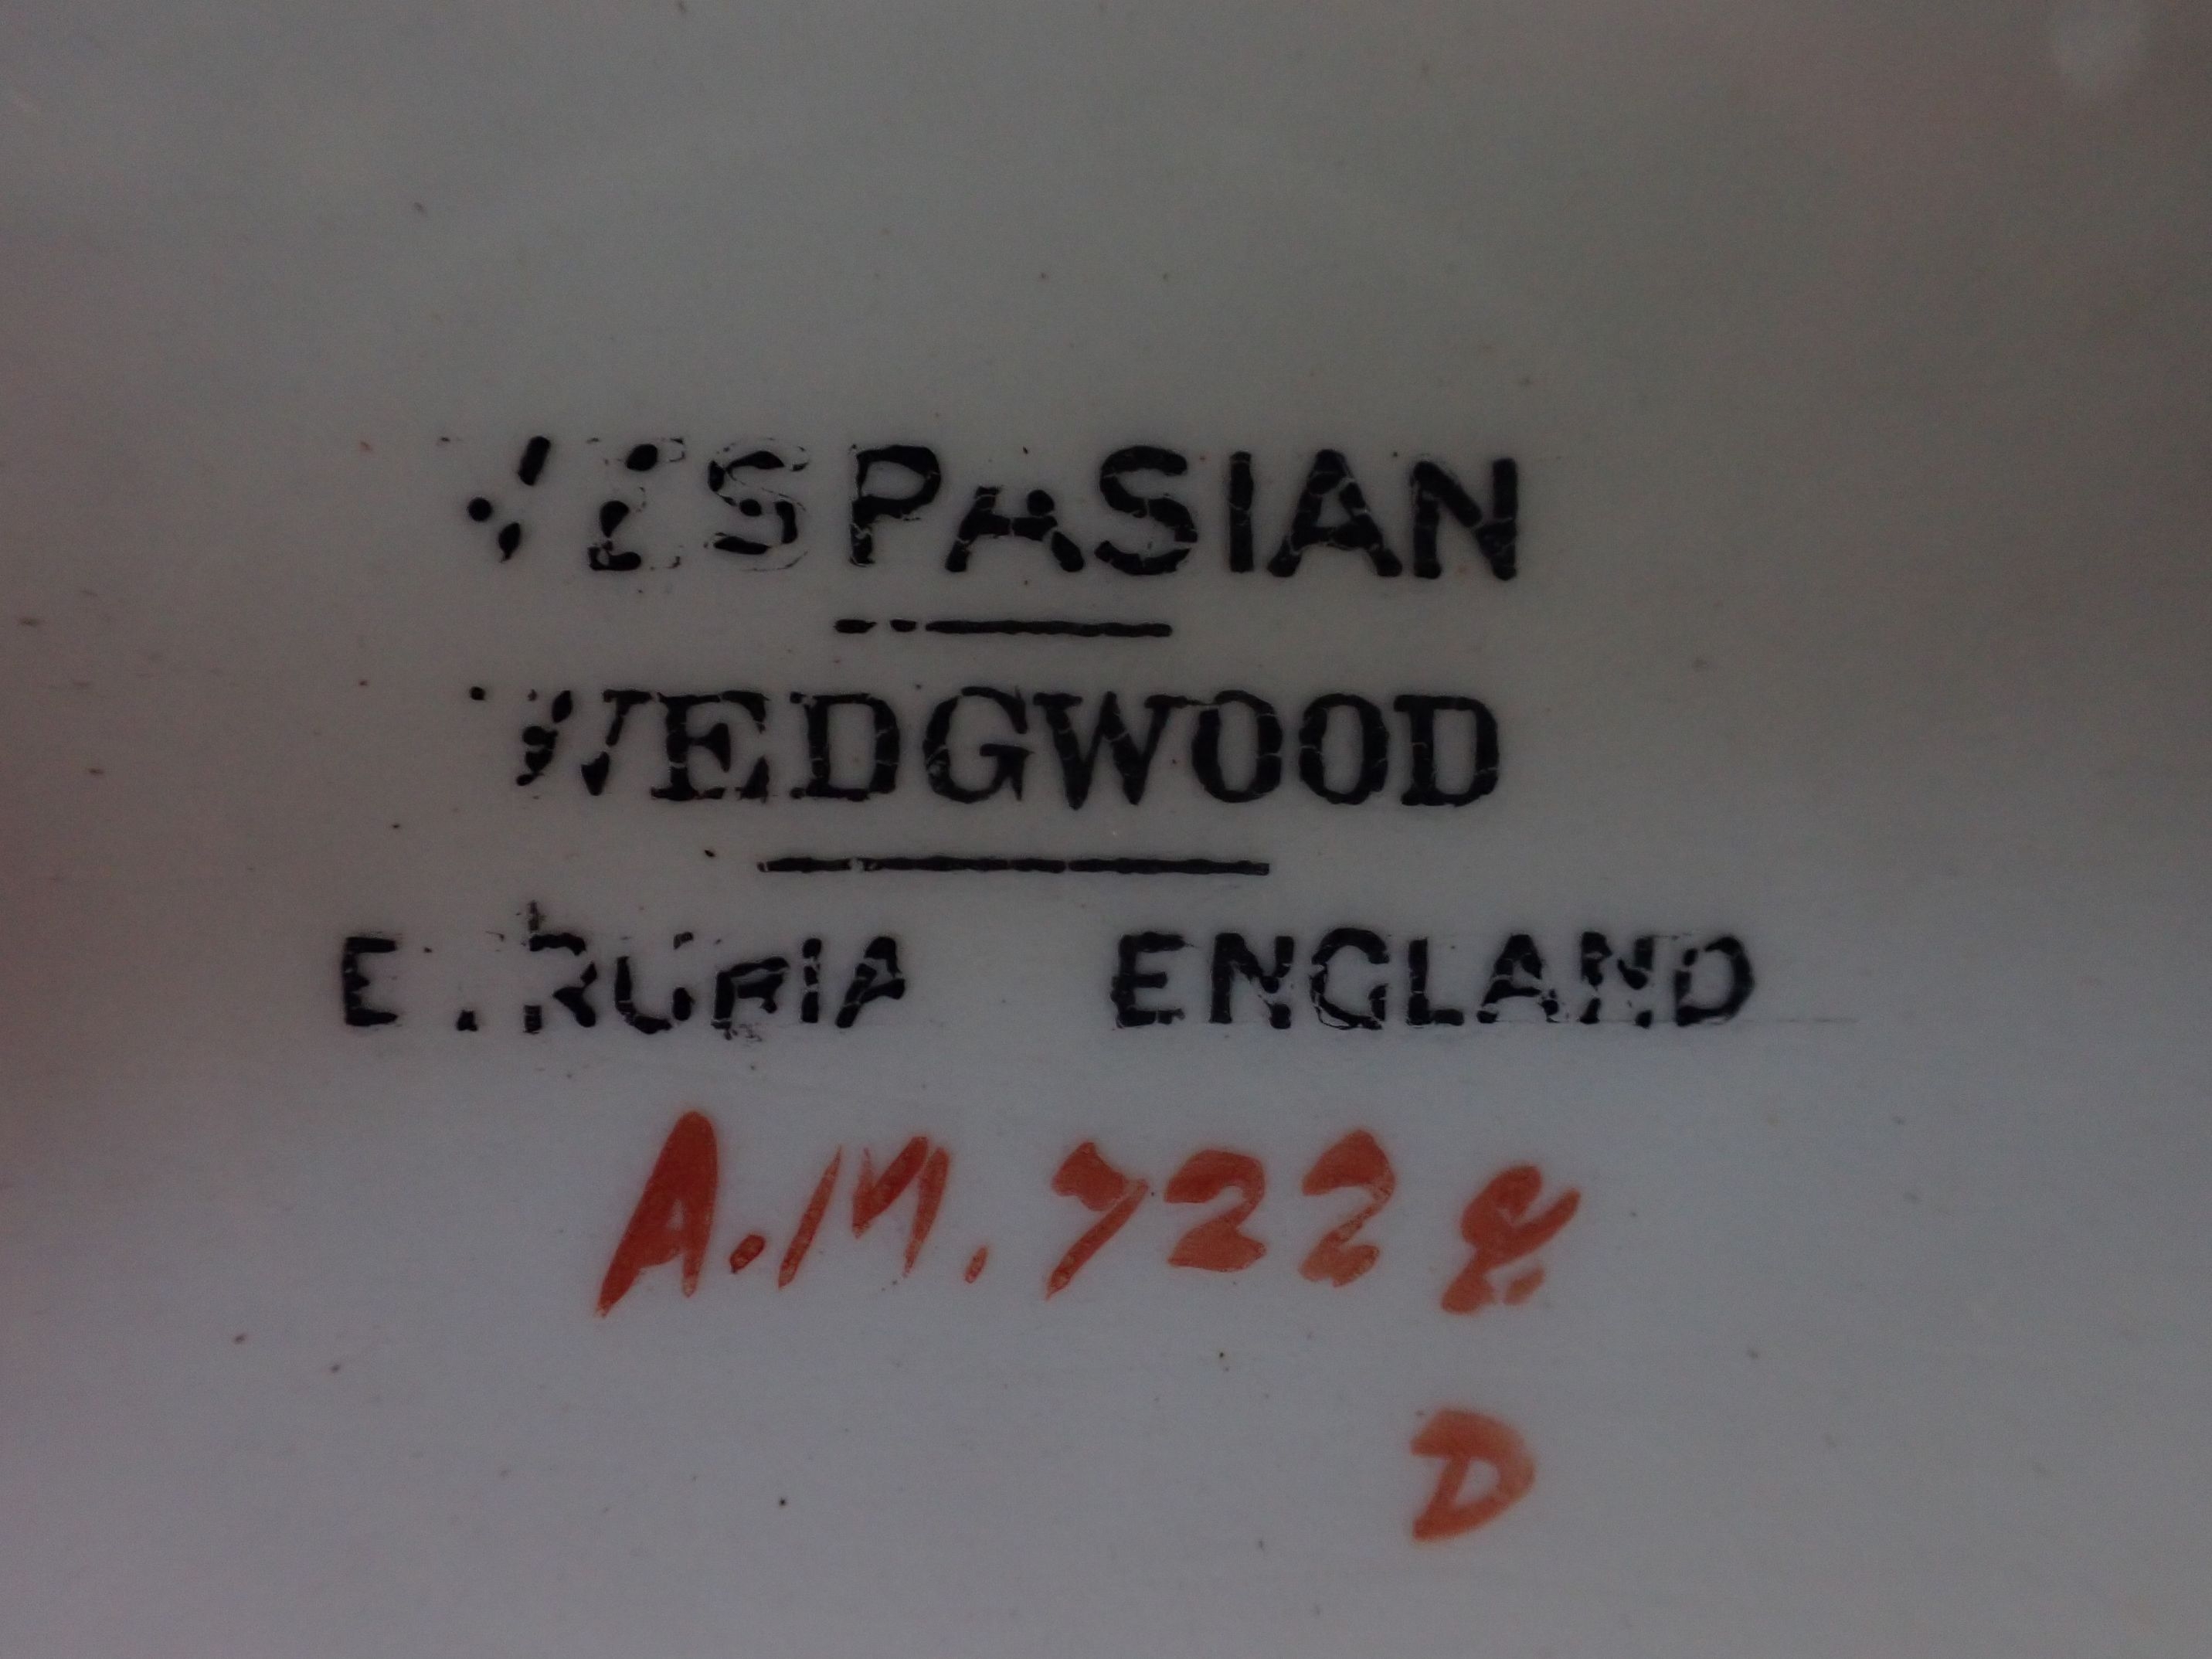 VESPASIAN
WEDGWOOD
ETRURIA ENGLAND
A.M. 7228
D